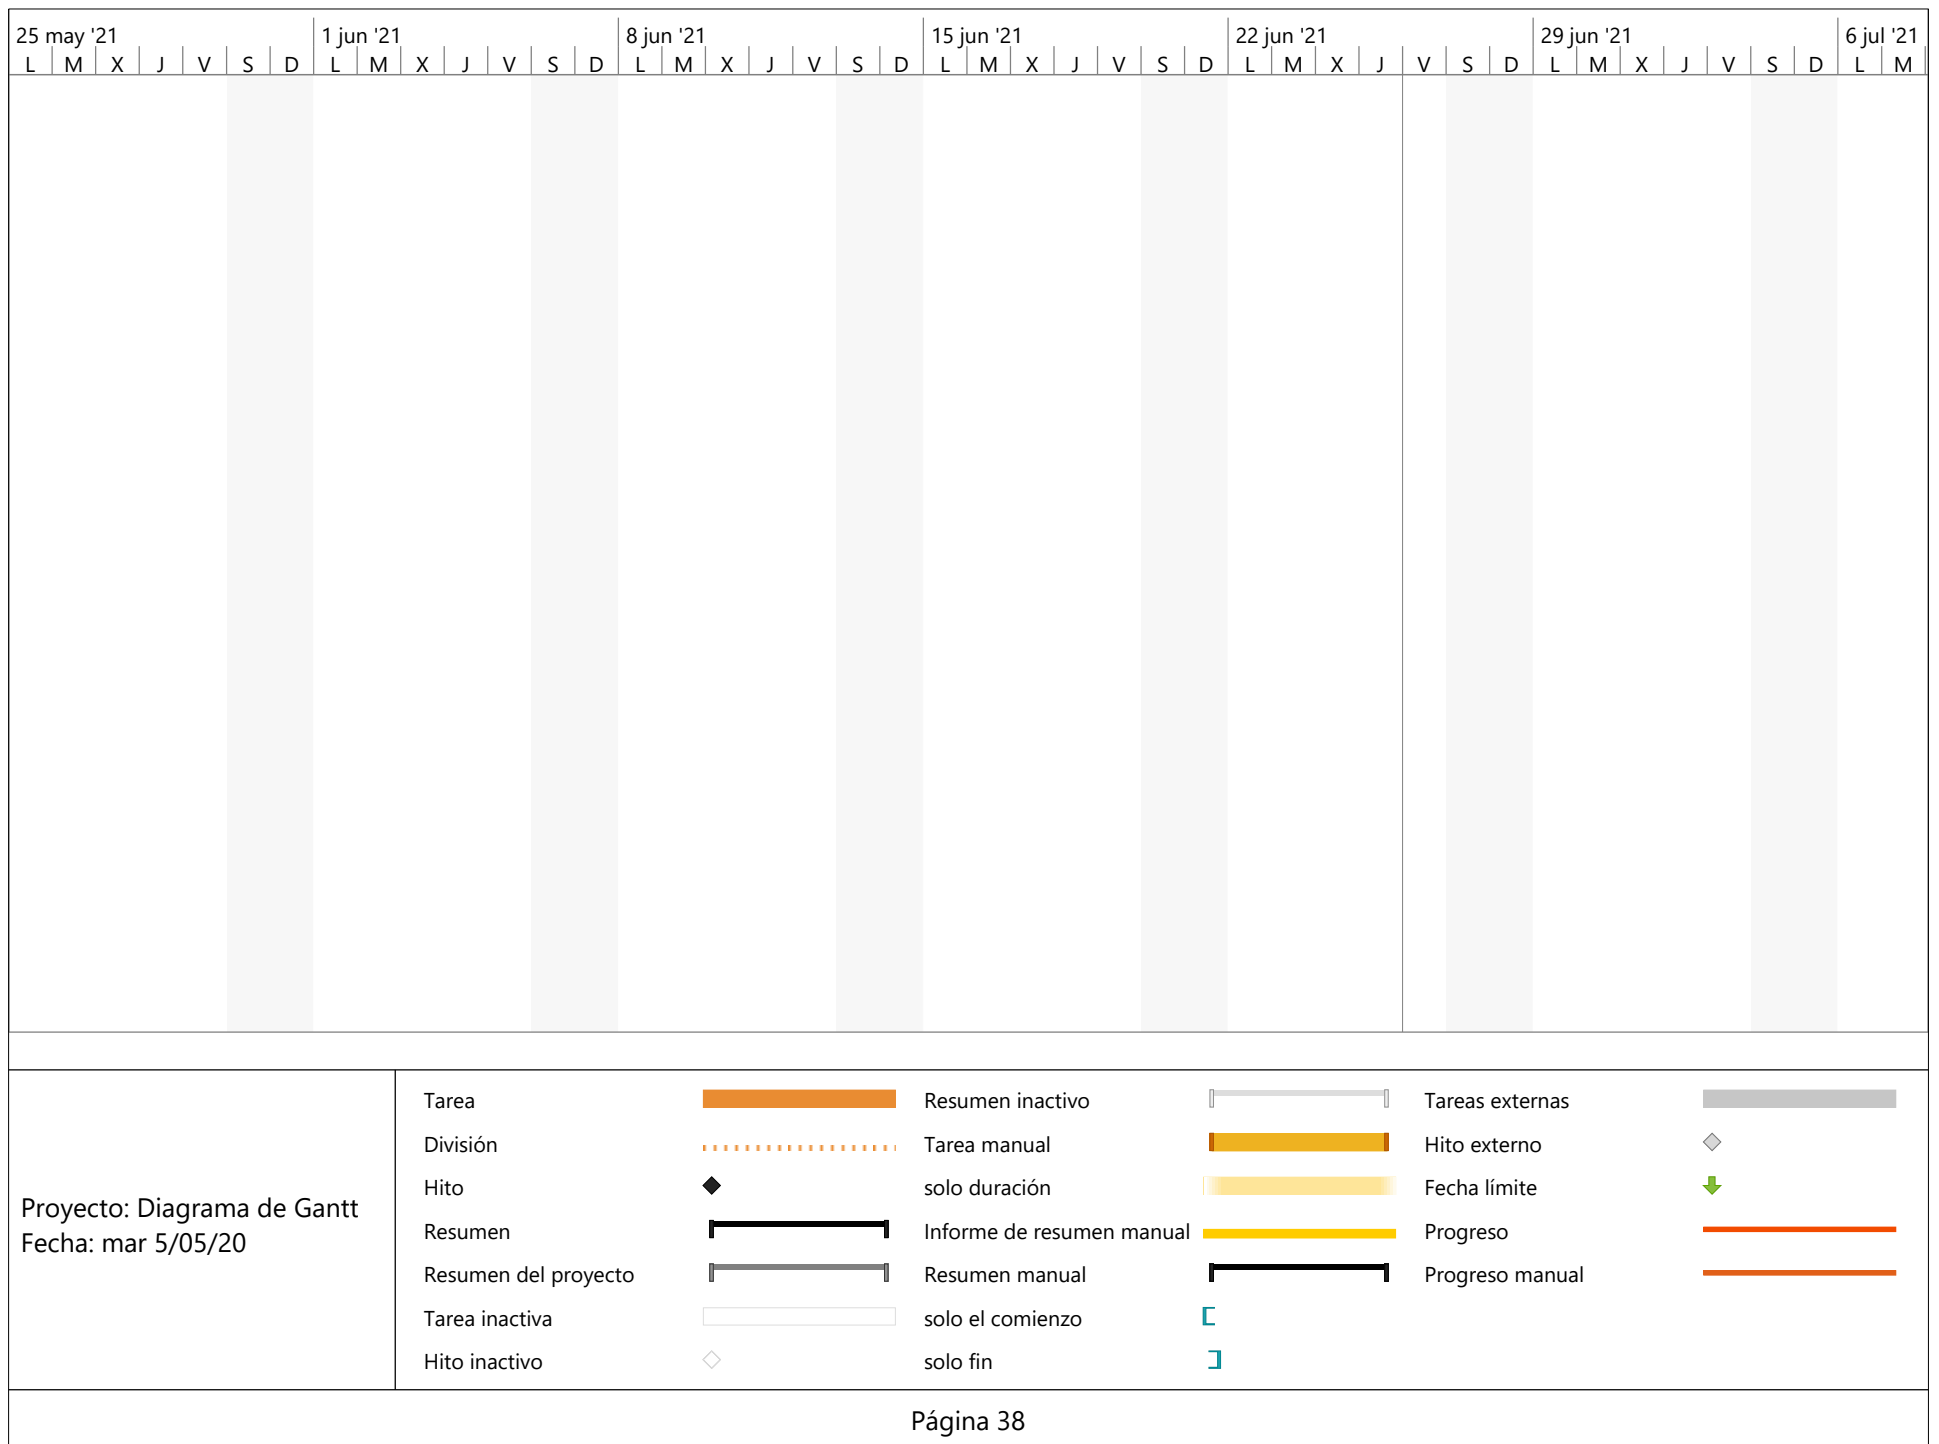 25 may '21 1 jun '21 8 jun '21 15 jun '21 22 jun '21 29 jun '21 6 jul '21
L M X J V S D L M X J V S D L M X J V S D L M X J V S D L M X J V S D L M X J V S D L M
Proyecto: Diagrama de Gantt
Fecha: mar 5/05/20
Tarea
División
Hito
Resumen
Resumen del proyecto
Tarea inactiva
Hito inactivo
Resumen inactivo
Tarea manual
solo duración
Informe de resumen manual
Resumen manual
solo el comienzo
solo fin
Tareas externas
Hito externo
Fecha límite
Progreso
Progreso manual
Página 38